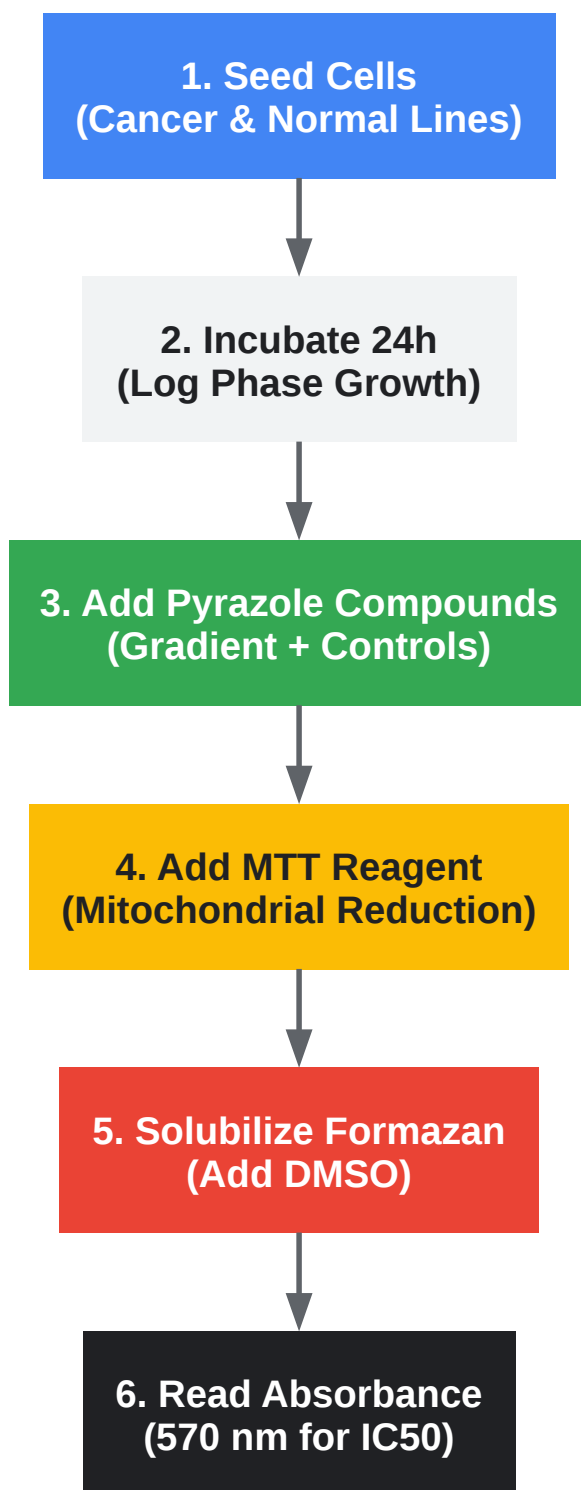 1. Seed Cells
(Cancer & Normal Lines)
2. Incubate 24h
(Log Phase Growth)
3. Add Pyrazole Compounds
(Gradient + Controls)
4. Add MTT Reagent
(Mitochondrial Reduction)
5. Solubilize Formazan
(Add DMSO)
6. Read Absorbance
(570 nm for IC50)